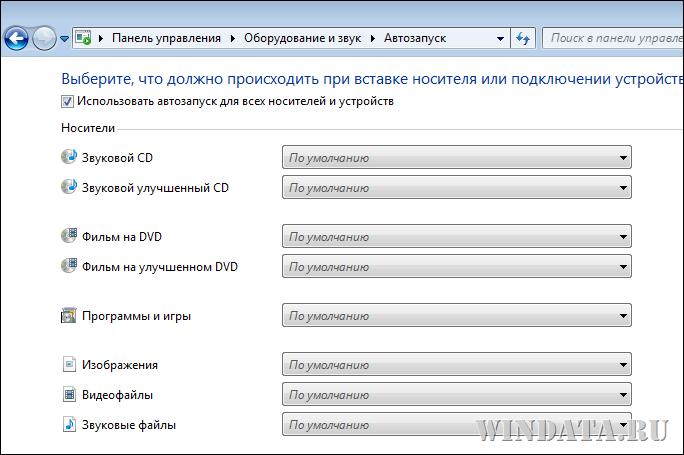 Панель управления Оборудование и звук Автозапуск
Поиск в панели управле
Выберите, что должно происходить при вставке носителя или подключении устройств
Использовать автозапуск для всех носителей и устройств
Носители
Звуковой CD По умолчанию
Звуковой улучшенный CD По умолчанию
Фильм на DVD По умолчанию
Фильм на улучшенном DVD По умолчанию
Программы и игры По умолчанию
Изображения По умолчанию
Видеофайлы По умолчанию
Звуковые файлы По умолчанию
WINDATA.RU